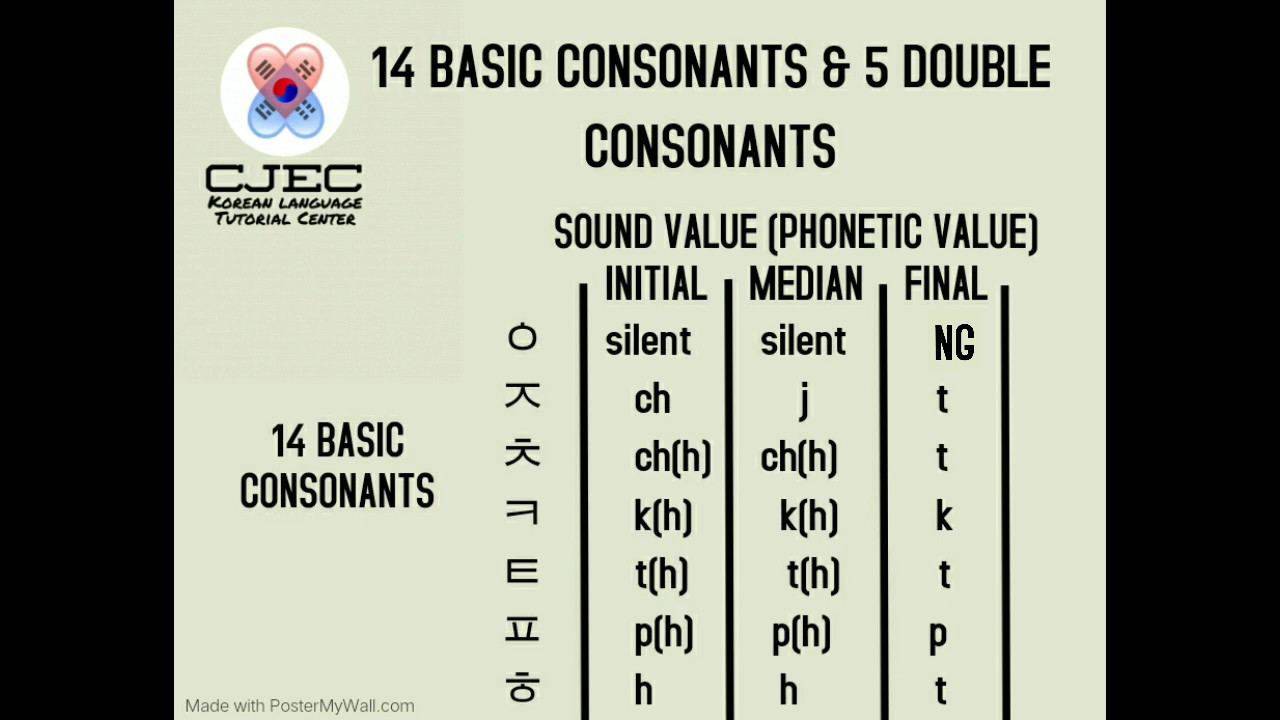 14 BASIC CONSONANTS & 5 DOUBLE
CONSONANTS
CJEC
KOREAN LANGUAGE
TUTORIAL CENTER
SOUND VALUE (PHONETIC VALUE)
INITIAL MEDIAN FINAL
ㅇ silent silent NG
ㅈ ch j t
ㅊ ch(h) ch(h) t
ㅋ k(h) k(h) k
ㅌ t(h) t(h) t
ㅍ p(h) p(h) p
ㅎ h h t
14 BASIC
CONSONANTS
Made with PosterMyWall.com